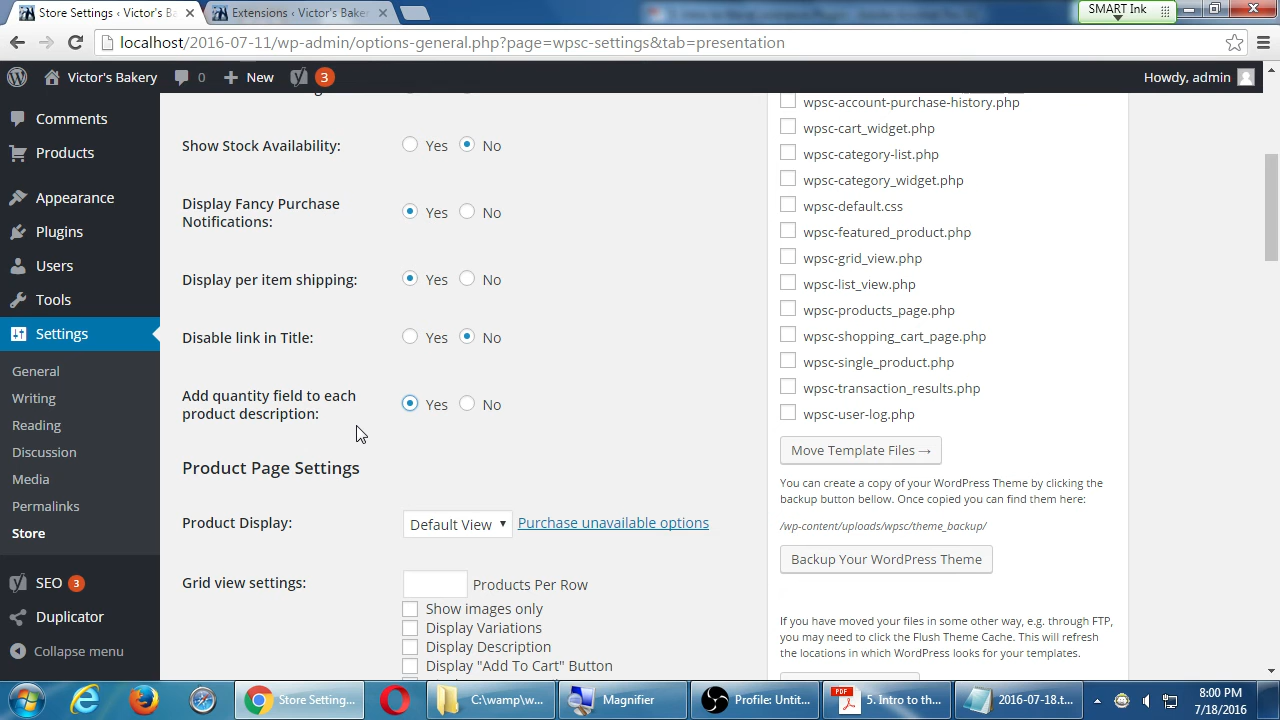 Store Settings ‹ Victor's Ba
Extensions ‹ Victor's Baker
SMART Ink
localhost/2016-07-11/wp-admin/options-general.php?page=wpsc-settings&tab=presentation
Victor's Bakery
0
New
3
Howdy, admin
Comments
Products
Appearance
Plugins
Users
Tools
Settings
General
Writing
Reading
Discussion
Media
Permalinks
Store
SEO 3
Duplicator
Collapse menu
Show Stock Availability:
Yes No
Display Fancy Purchase
Notifications:
Yes No
Display per item shipping:
Yes No
Disable link in Title:
Yes No
Add quantity field to each
product description:
Yes No
Product Page Settings
Product Display:
Default View
Purchase unavailable options
Grid view settings:
Products Per Row
Show images only
Display Variations
Display Description
Display "Add To Cart" Button
wpsc-account-purchase-history.php
wpsc-cart_widget.php
wpsc-category-list.php
wpsc-category_widget.php
wpsc-default.css
wpsc-featured_product.php
wpsc-grid_view.php
wpsc-list_view.php
wpsc-products_page.php
wpsc-shopping_cart_page.php
wpsc-single_product.php
wpsc-transaction_results.php
wpsc-user-log.php
Move Template Files →
You can create a copy of your WordPress Theme by clicking the
backup button below. Once copied you can find them here:
/wp-content/uploads/wpsc/theme_backup/
Backup Your WordPress Theme
If you have moved your files in some other way, e.g. through FTP,
you may need to click the Flush Theme Cache. This will refresh
the locations in which WordPress looks for your templates.
Store Setting...
C:\wamp\w...
Magnifier
Profile: Untit...
PDF
5. Intro to th...
2016-07-18.t...
8:00 PM
7/18/2016